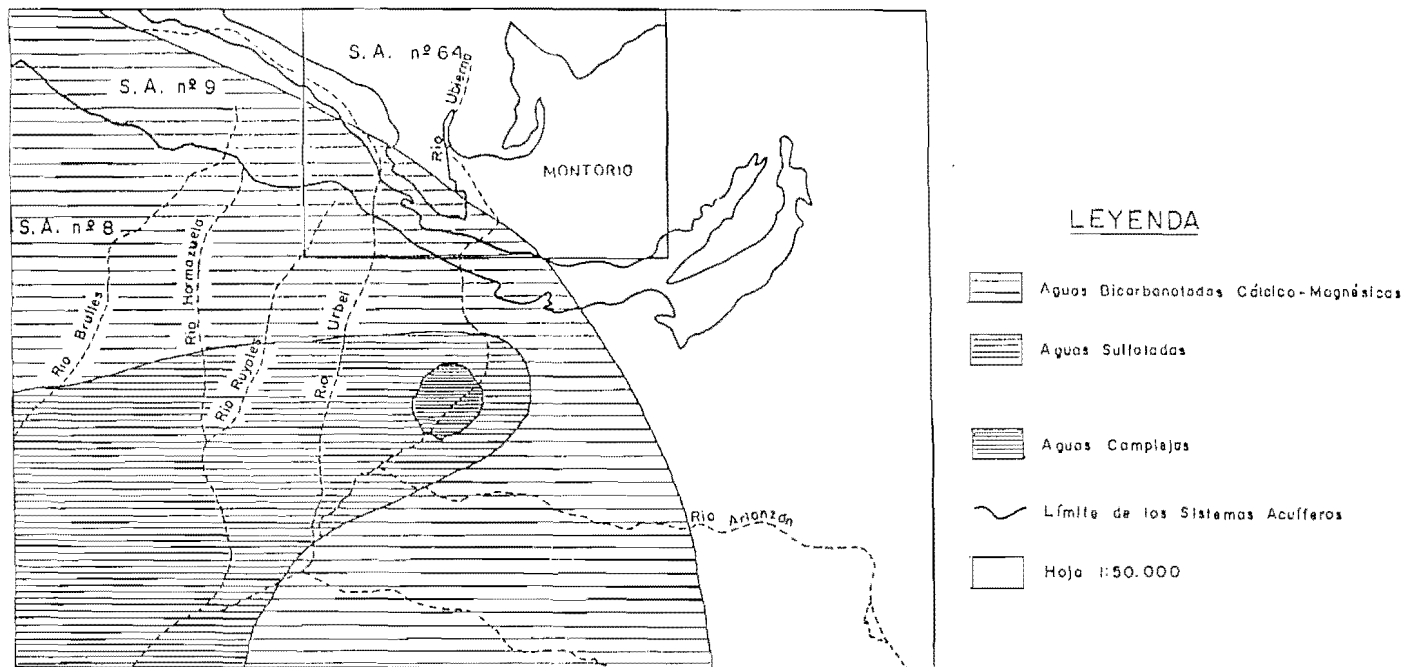 S. A. nº 64
S. A. nº 9
Rio Ubierna
MONTORIO
S. A. nº 8
Rio Hormazuela
Rio Brulles
Rio Ruyales
Rio Urbel
Rio Arlanzón
LEYENDA
Aguas Bicarbonatadas Cálcico-Magnésicas
Aguas Sulfatadas
Aguas Complejas
Límite de los Sistemas Acuíferos
Hoja 1:50.000